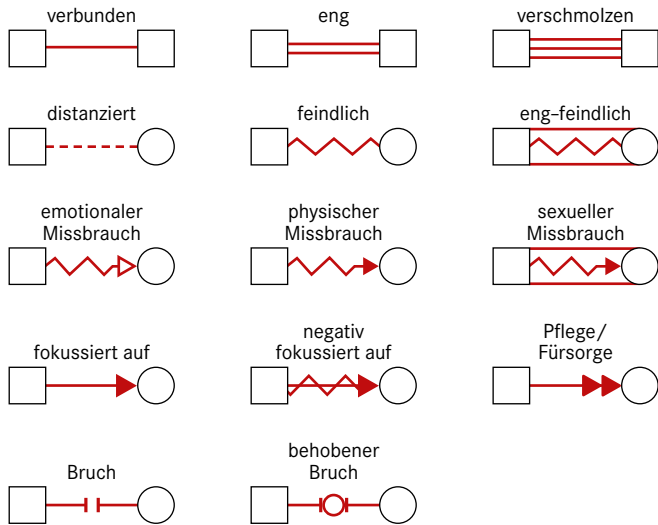 verbunden
eng
verschmolzen
distanziert
feindlich
eng-feindlich
emotionaler
Missbrauch
physischer
Missbrauch
sexueller
Missbrauch
fokussiert auf
negativ
fokussiert auf
Pflege/
Fürsorge
Bruch
behobener
Bruch